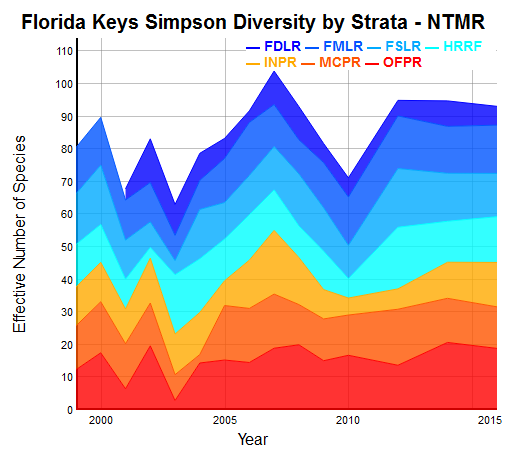 Florida Keys Simpson Diversity by Strata - NTMR
FDLR FMLR FSLR HRRF
INPR MCPR OFPR
Effective Number of Species
110
100
90
80
70
60
50
40
30
20
10
0
2000 2005 2010 2015
Year